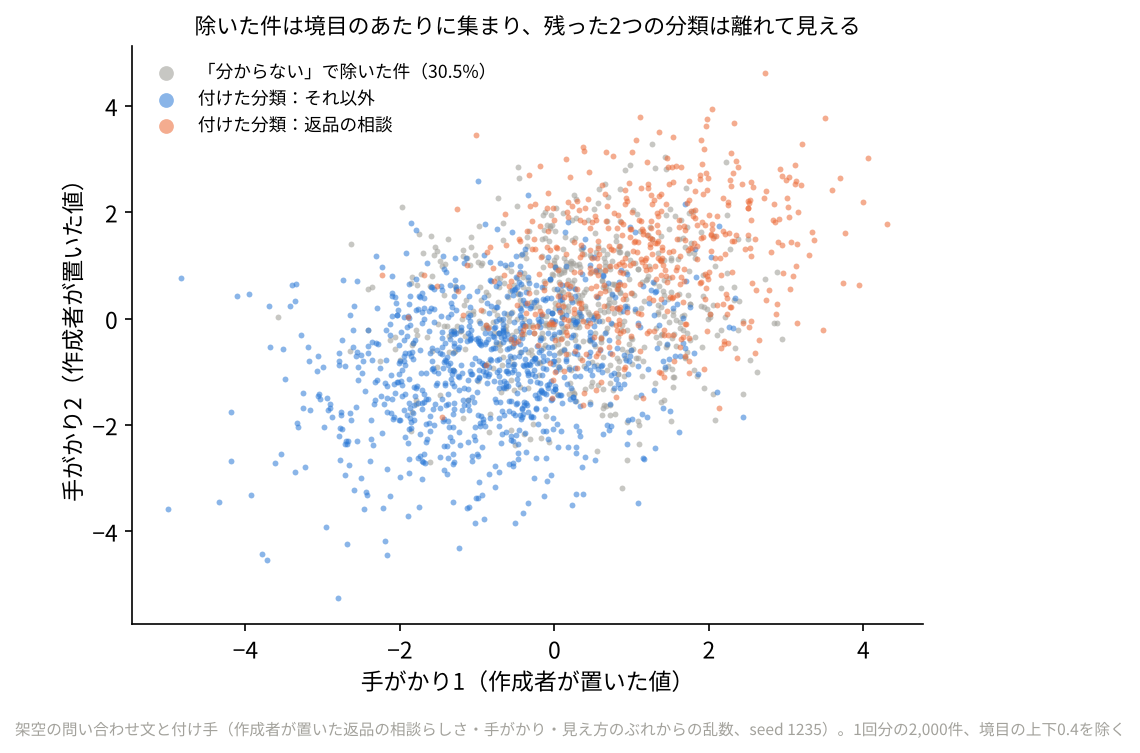 除いた件は境目のあたりに集まり、残った2つの分類は離れて見える
「分からない」で除いた件（30.5%）
付けた分類：それ以外
付けた分類：返品の相談
4
2
0
−2
−4
手がかり2（作成者が置いた値）
−4
−2
0
2
4
手がかり1（作成者が置いた値）
架空の問い合わせ文と付け手（作成者が置いた返品の相談らしさ・手がかり・見え方のぶれからの乱数、seed 1235）。1回分の2,000件、境目の上下0.4を除く